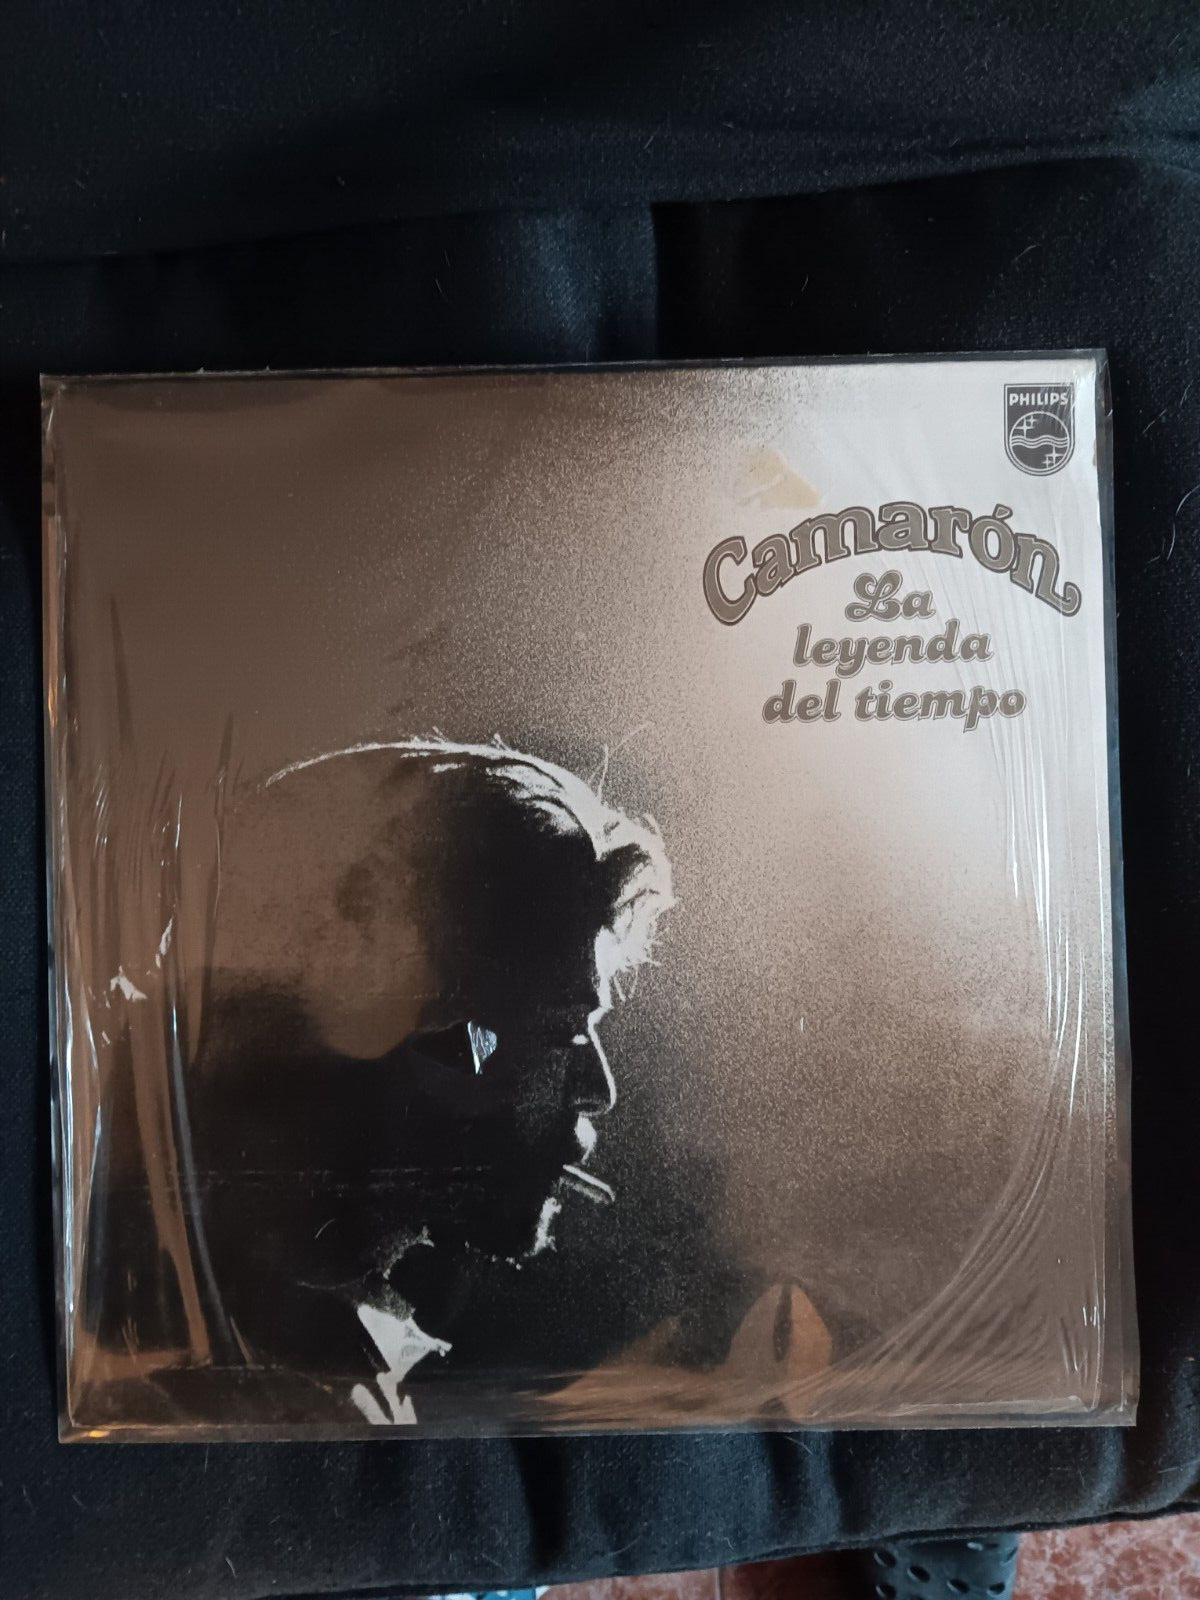 PHILIPS
Camarón
La
leyenda
del tiempo